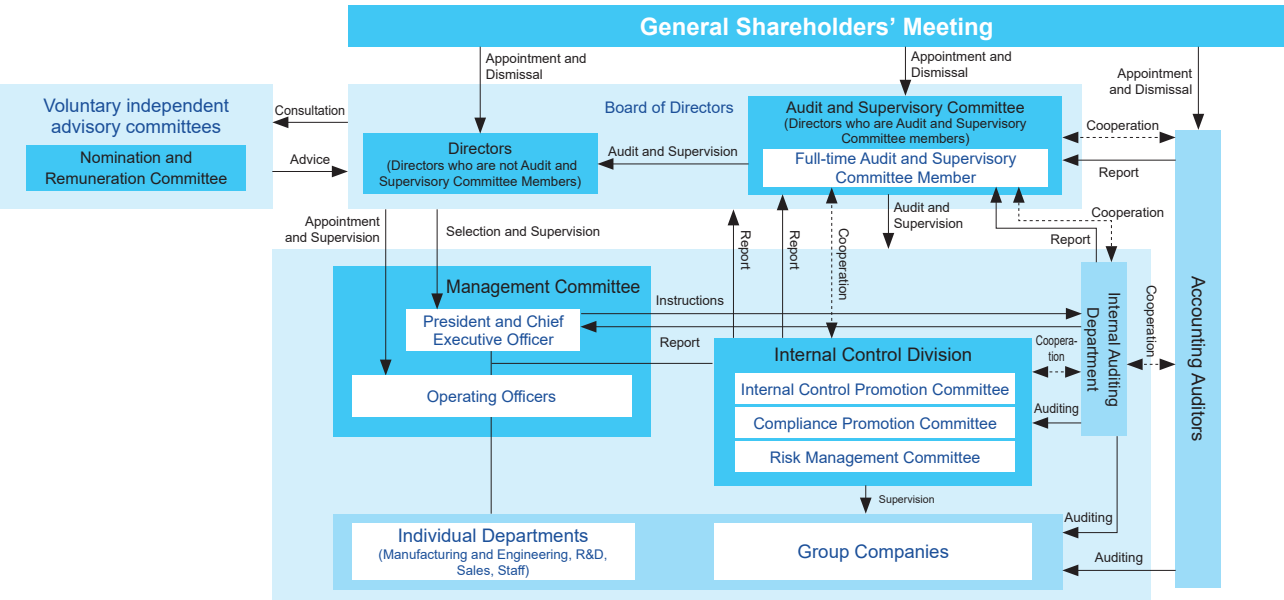 General Shareholders’ Meeting
Appointment and
Dismissal
Appointment and
Dismissal
Appointment
and Dismissal
Voluntary independent
advisory committees
Nomination and
Remuneration Committee
Consultation
Advice
Board of Directors
Directors
(Directors who are not Audit and
Supervisory Committee Members)
Audit and Supervision
Audit and Supervisory Committee
(Directors who are Audit and Supervisory
Committee members)
Full-time Audit and Supervisory
Committee Member
Cooperation
Report
Appointment
and Supervision
Selection and Supervision
Report
Report
Cooperation
Audit and
Supervision
Cooperation
Report
Management Committee
President and Chief
Executive Officer
Operating Officers
Instructions
Report
Internal Control Division
Internal Control Promotion Committee
Compliance Promotion Committee
Risk Management Committee
Coopera-
tion
Auditing
Internal Auditing
Department
Cooperation
Accounting Auditors
Supervision
Individual Departments
(Manufacturing and Engineering, R&D,
Sales, Staff)
Group Companies
Auditing
Auditing